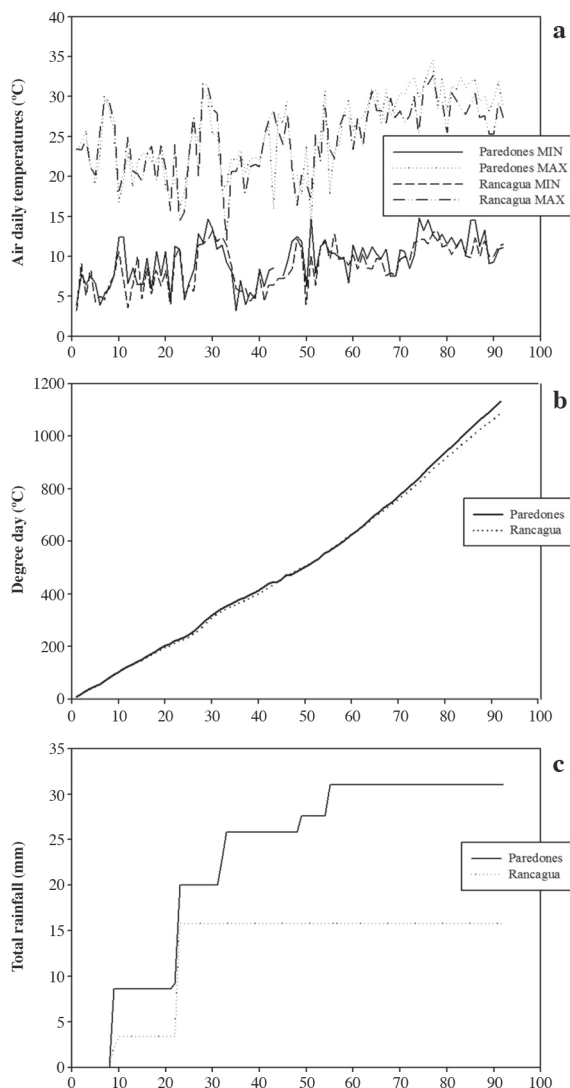 a
40
35
30
25
20
15
10
5
0
Air daily temperatures (°C)
Paredones MIN
Paredones MAX
Rancagua MIN
Rancagua MAX
0 10 20 30 40 50 60 70 80 90 100
b
1200
1000
800
600
400
200
0
Degree day (°C)
Paredones
Rancagua
0 10 20 30 40 50 60 70 80 90 100
c
35
30
25
20
15
10
5
0
Total rainfall (mm)
Paredones
Rancagua
0 10 20 30 40 50 60 70 80 90 100